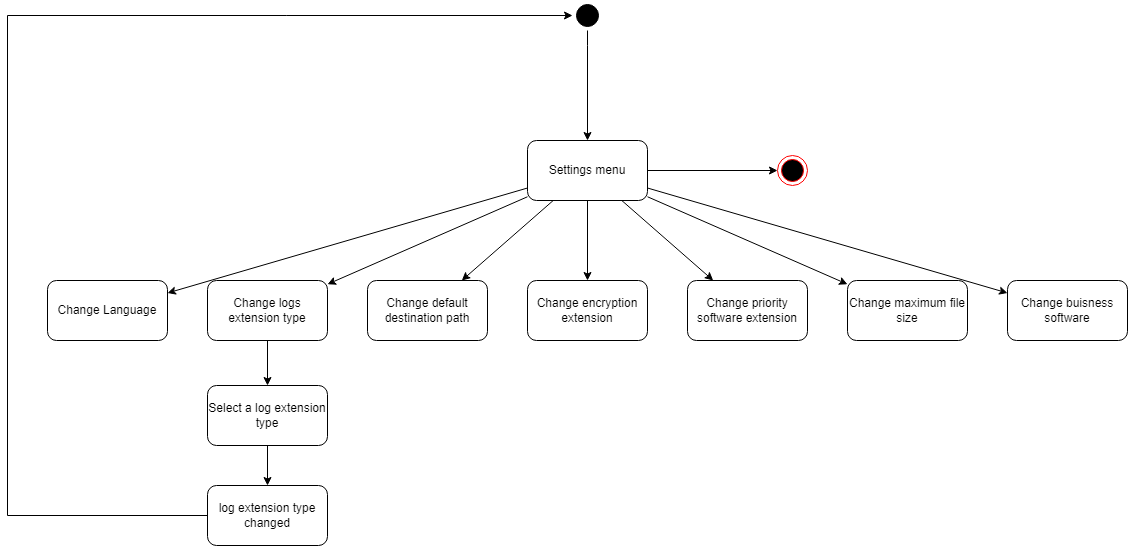 Settings menu
Change Language
Change logs
extension type
Change default
destination path
Change encryption
extension
Change priority
software extension
Change maximum file
size
Change buisness
software
Select a log extension
type
log extension type
changed